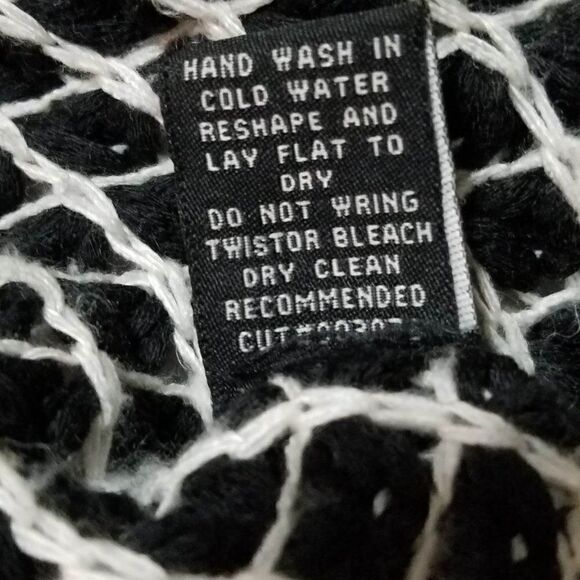 HAND WASH IN
COLD WATER
RESHAPE AND
LAY FLAT TO
DRY
DO NOT WRING
TWISTOR BLEACH
DRY CLEAN
RECOMMENDED